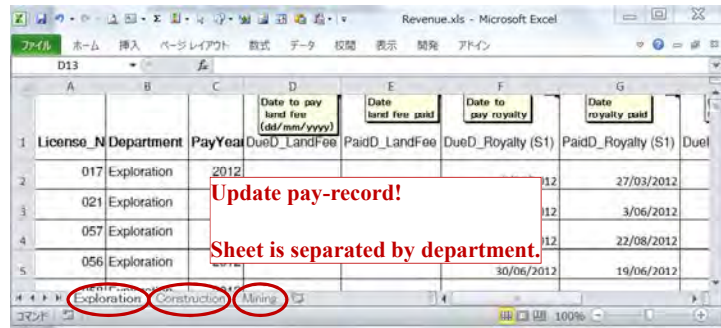 Revenue.xls - Microsoft Excel
ファイル ホーム 挿入 ページ レイアウト 数式 データ 校閲 表示 開発 アドイン
D13 fx
A B C D E F G
Date to pay land fee (dd/mm/yyyy) Date land fee paid Date to pay royalty Date royalty paid
1 License_N Department PayYear DueD_LandFee PaidD_LandFee DueD_Royalty (S1) PaidD_Royalty (S1)
2 017 Exploration 2012 27/03/2012
Update pay-record!
3 021 Exploration 3/06/2012
4 057 Exploration 22/08/2012
Sheet is separated by department.
5 056 Exploration 30/06/2012 19/06/2012
Exploration Construction Mining
コマンド 100%